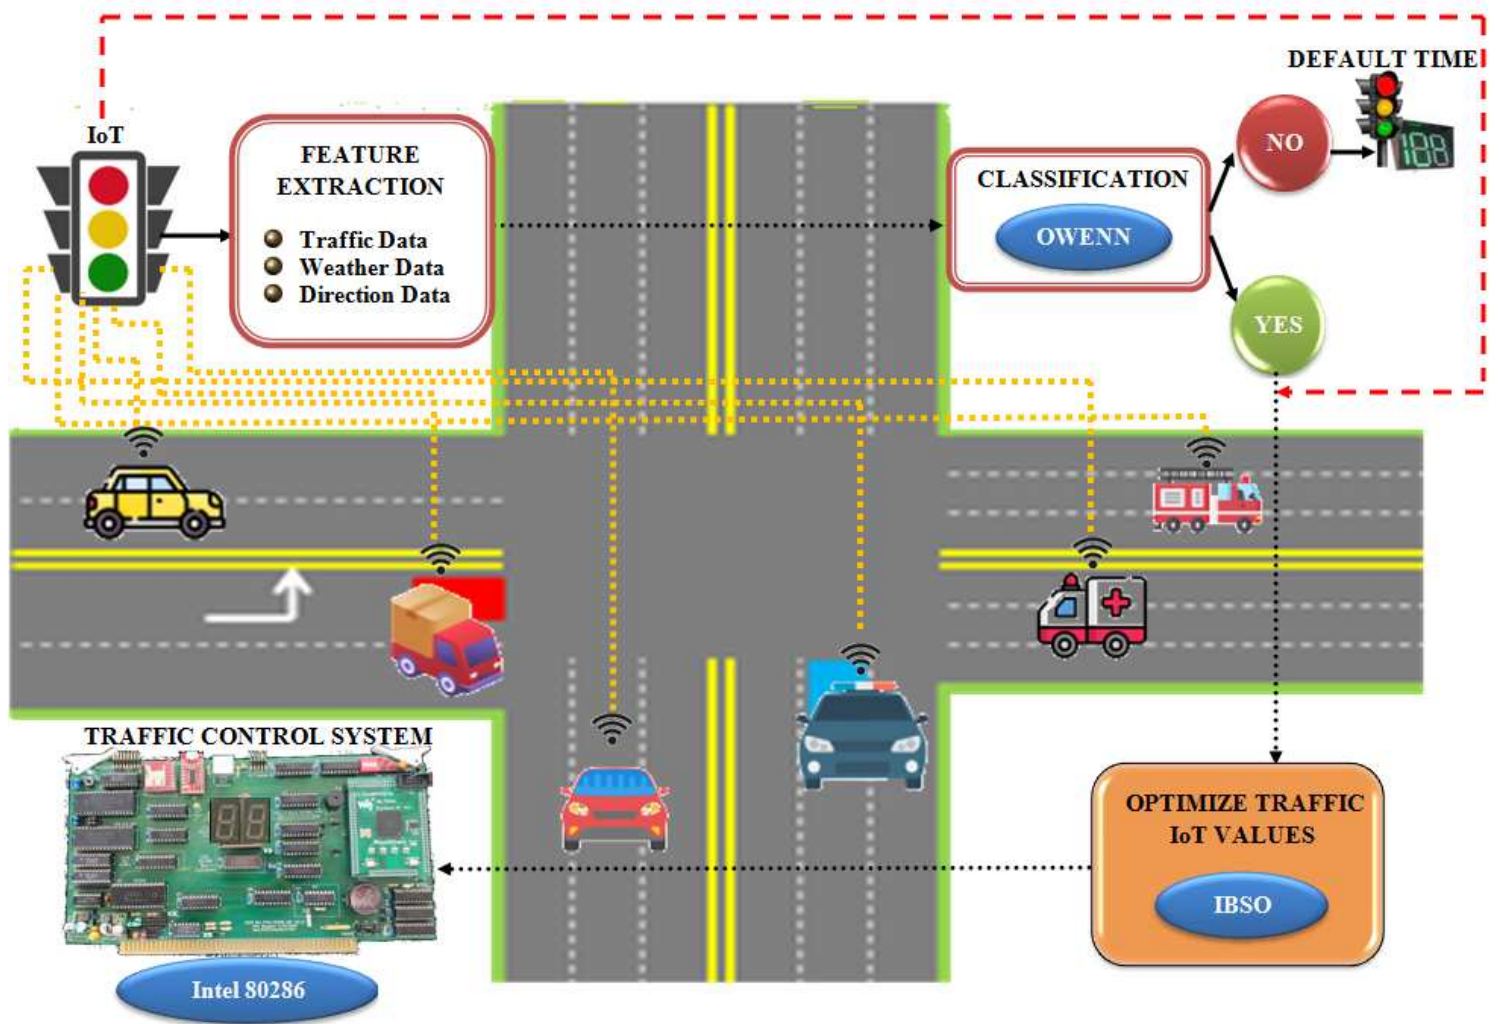 DEFAULT TIME
IoT
FEATURE
EXTRACTION
Traffic Data
Weather Data
Direction Data
CLASSIFICATION
OWENN
NO
YES
TRAFFIC CONTROL SYSTEM
Intel 80286
OPTIMIZE TRAFFIC
IoT VALUES
IBSO